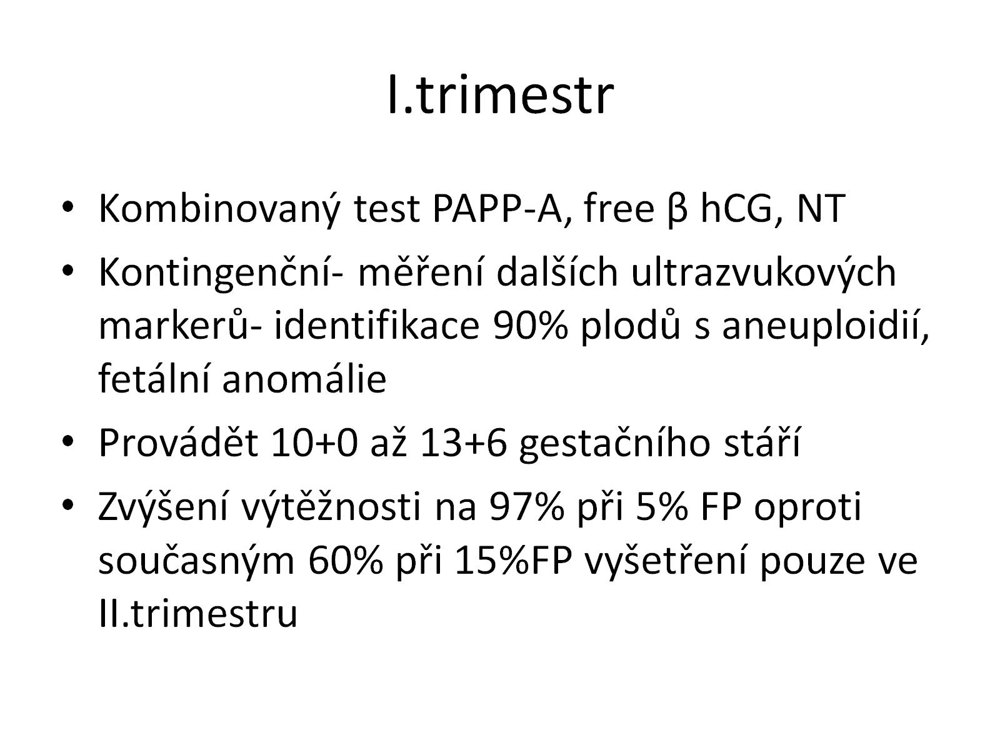 I.trimestr
• Kombinovaný test PAPP-A, free β hCG, NT
• Kontingenční- měření dalších ultrazvukových
markerů- identifikace 90% plodů s aneuploidií,
fetální anomálie
• Provádět 10+0 až 13+6 gestačního stáří
• Zvýšení výtěžnosti na 97% při 5% FP oproti
současným 60% při 15%FP vyšetření pouze ve
II.trimestru